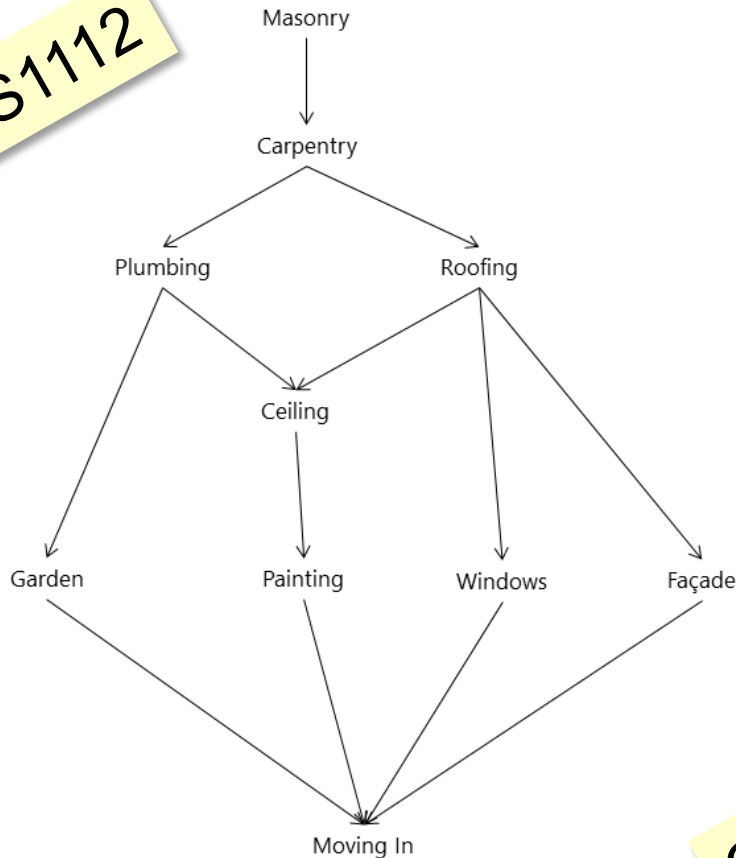 S1112
Masonry
Carpentry
Plumbing
Roofing
Ceiling
Garden
Painting
Windows
Façade
Moving In